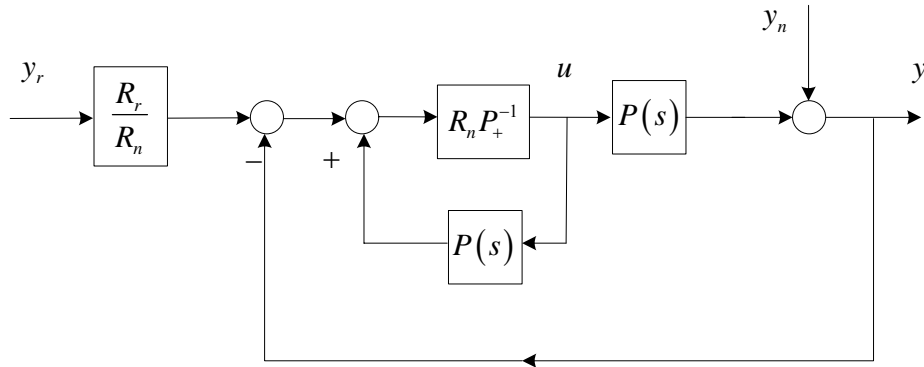 y_n
y_r
u
y
R_r
R_n
R_n P_+^{-1}
P(s)
−
+
P(s)